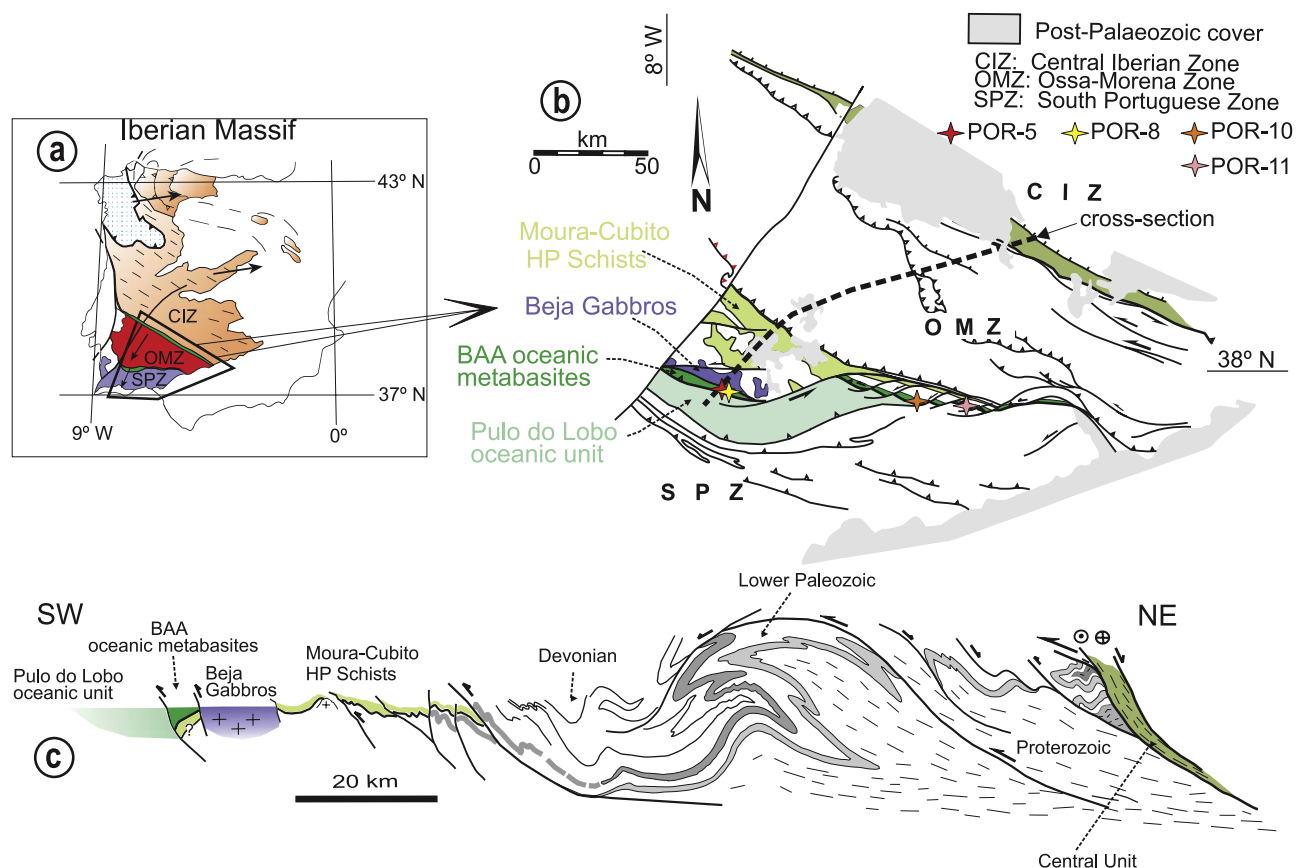 Iberian Massif
a
43º N
CIZ
OMZ
SPZ
37º N
9º W
0º
b
8º W
km
0
50
N
Post-Palaeozoic cover
CIZ: Central Iberian Zone
OMZ: Ossa-Morena Zone
SPZ: South Portuguese Zone
POR-5
POR-8
POR-10
POR-11
C I Z
cross-section
Moura-Cubito
HP Schists
Beja Gabbros
O M Z
BAA oceanic
metabasites
38º N
Pulo do Lobo
oceanic unit
S P Z
SW
NE
Lower Paleozoic
BAA
oceanic metabasites
Pulo do Lobo
oceanic unit
Beja
Gabbros
Moura-Cubito
HP Schists
Devonian
?
c
20 km
Proterozoic
Central Unit